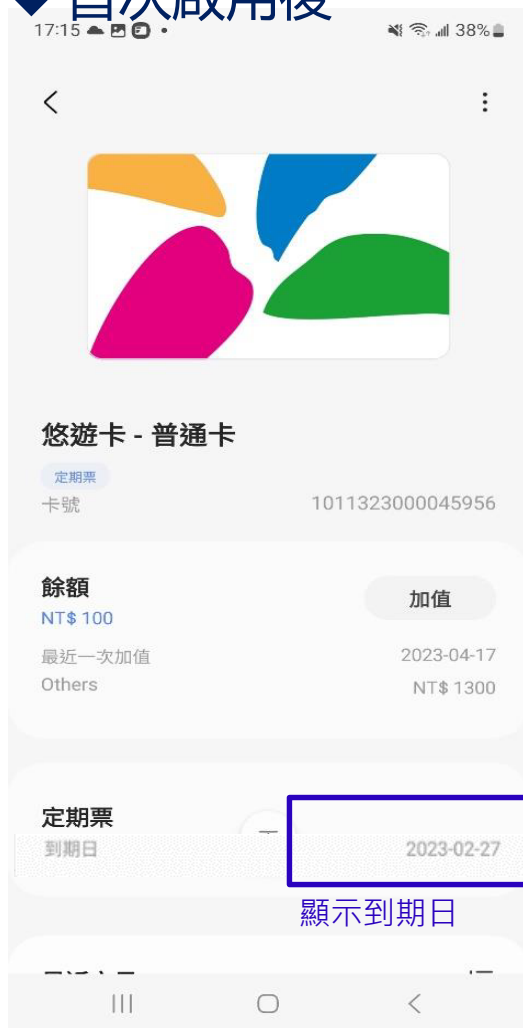 ◆ 首次啟用後
17:15 38%
悠遊卡 - 普通卡
定期票
卡號 1011323000045956
餘額
NT$ 100
加值
最近一次加值 2023-04-17
Others NT$ 1300
定期票
到期日 2023-02-27
顯示到期日